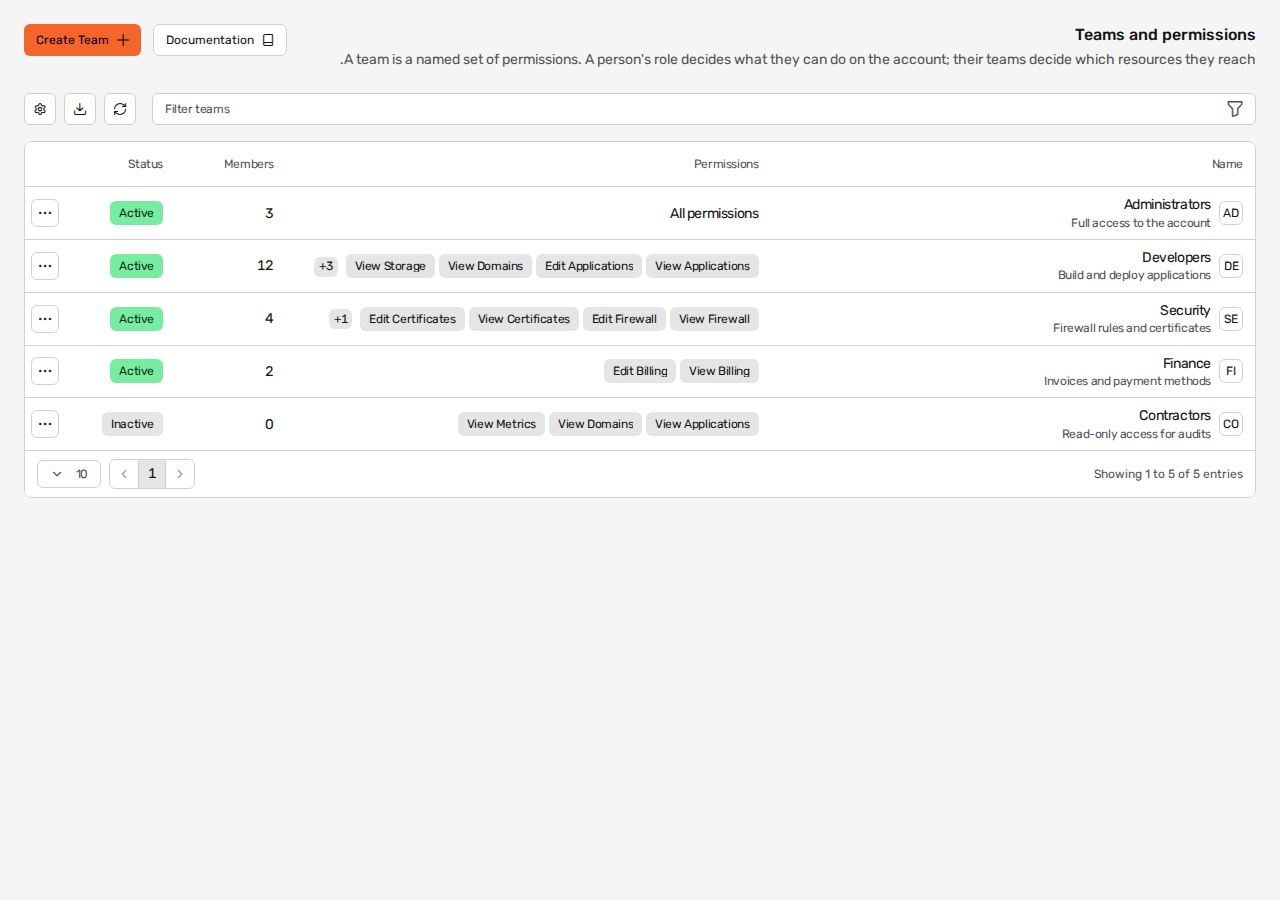 Teams and permissions
.A team is a named set of permissions. A person's role decides what they can do on the account; their teams decide which resources they reach
Documentation
Create Team
Filter teams
Name Permissions Members Status
AD Administrators Full access to the account All permissions 3 Active
DE Developers Build and deploy applications View Applications Edit Applications View Domains View Storage +3 12 Active
SE Security Firewall rules and certificates View Firewall Edit Firewall View Certificates Edit Certificates +1 4 Active
FI Finance Invoices and payment methods View Billing Edit Billing 2 Active
CO Contractors Read-only access for audits View Applications View Domains View Metrics 0 Inactive
Showing 1 to 5 of 5 entries 1 10